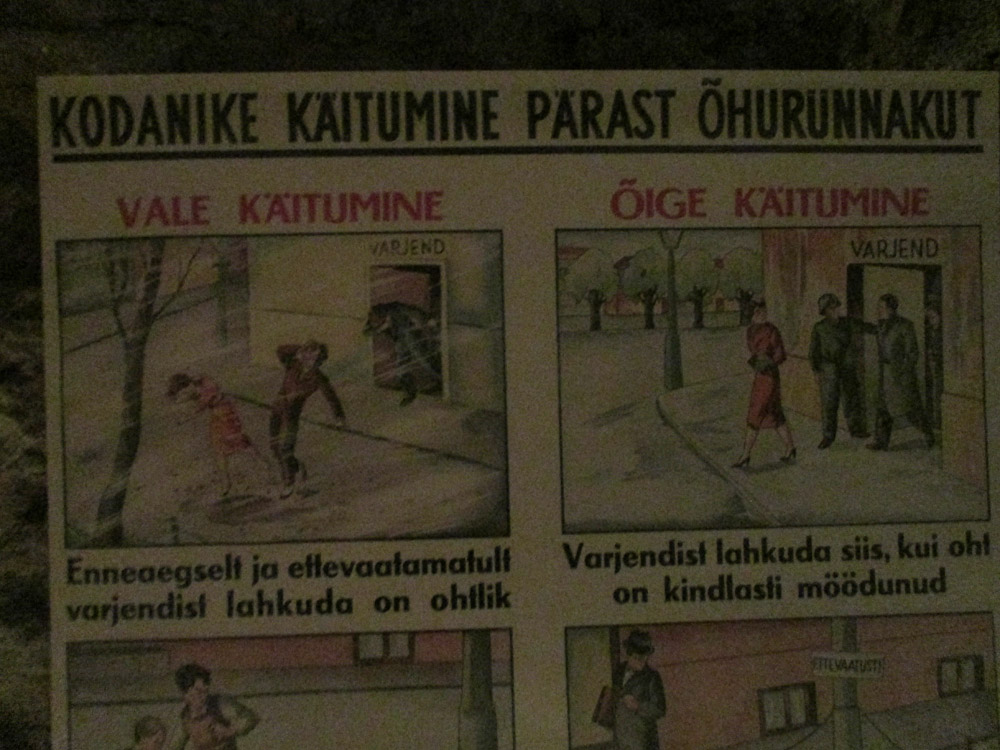 KODANIKE KÄITUMINE PÄRAST ÕHURÜNNAKUT
VALE KÄITUMINE
ÕIGE KÄITUMINE
VARJEND
VARJEND
Enneaegselt ja ettevaatamatult
varjendist lahkuda on ohtlik
Varjendist lahkuda siis, kui oht
on kindlasti möödunud
ETTEVAATUST!